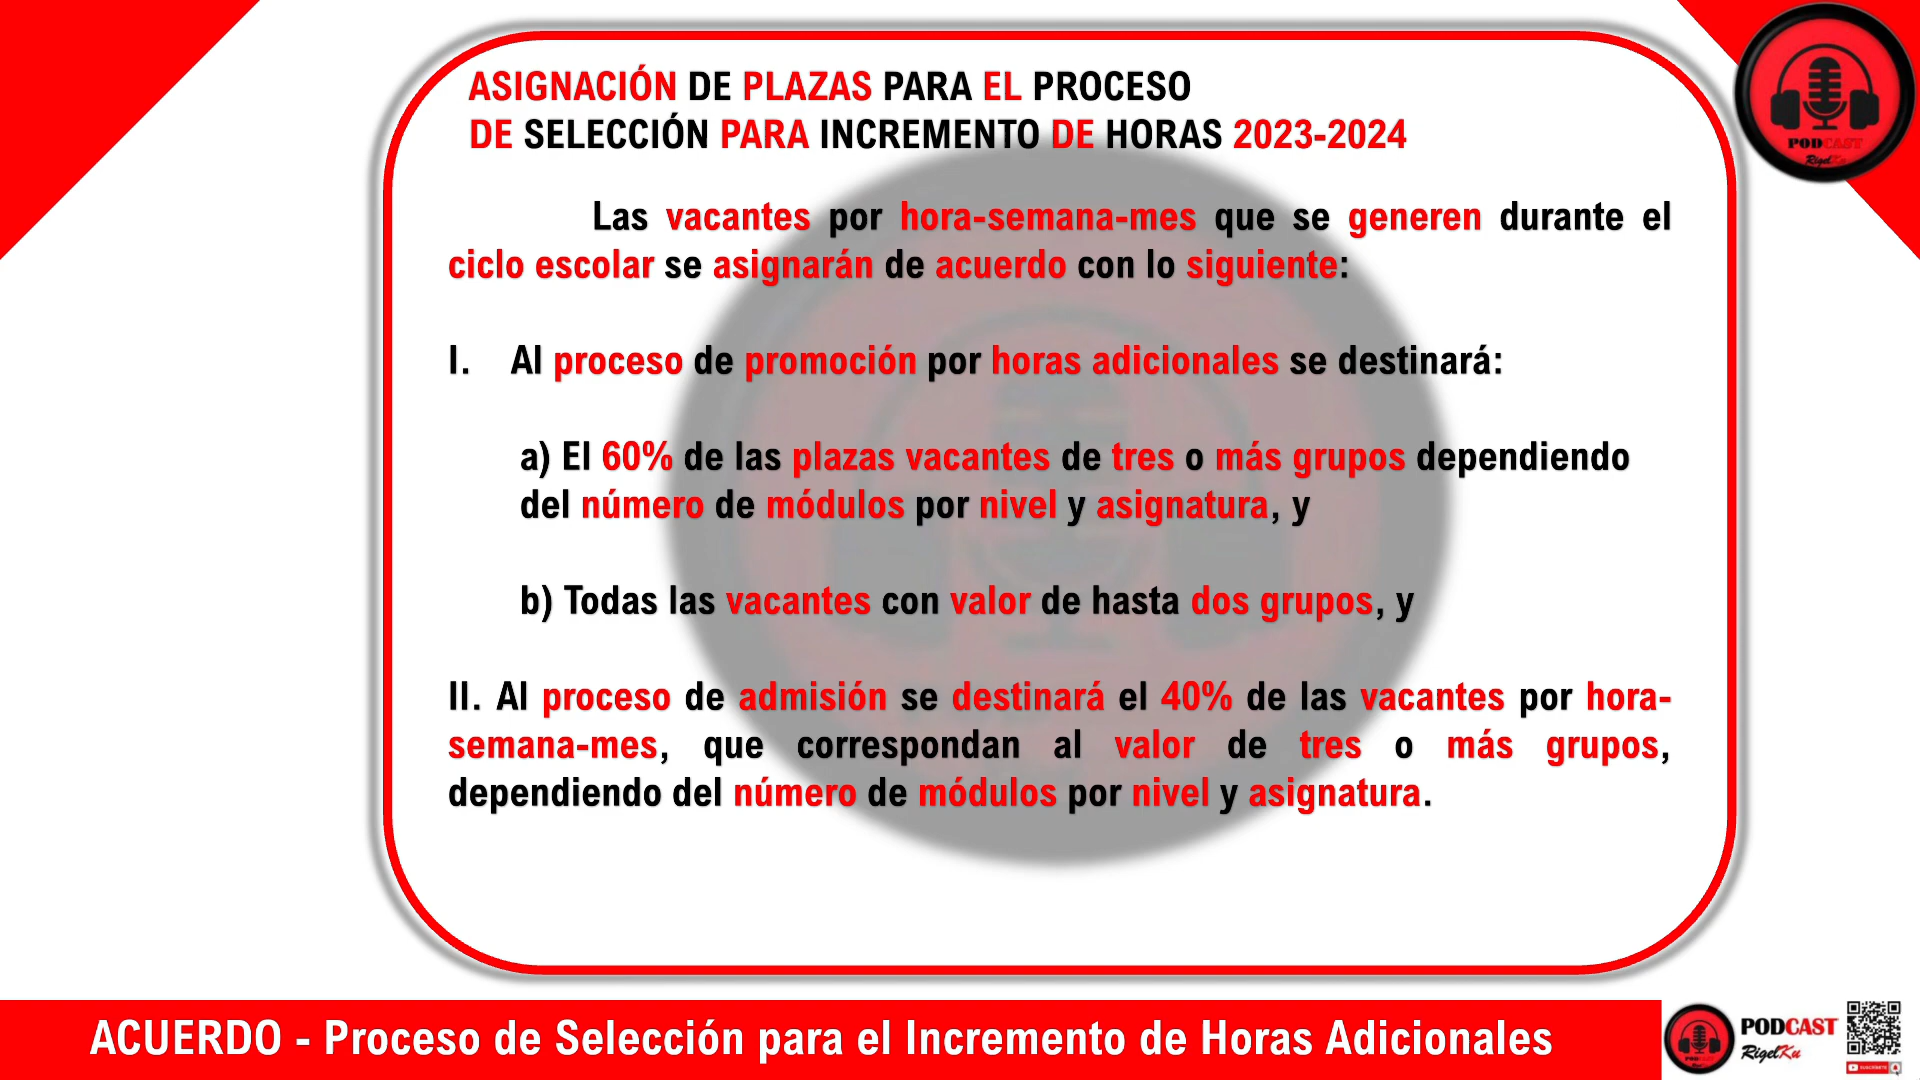 ASIGNACIÓN DE PLAZAS PARA EL PROCESO
DE SELECCIÓN PARA INCREMENTO DE HORAS 2023-2024
Las vacantes por hora-semana-mes que se generen durante el
ciclo escolar se asignarán de acuerdo con lo siguiente:
I. Al proceso de promoción por horas adicionales se destinará:
a) El 60% de las plazas vacantes de tres o más grupos dependiendo
del número de módulos por nivel y asignatura, y
b) Todas las vacantes con valor de hasta dos grupos, y
II. Al proceso de admisión se destinará el 40% de las vacantes por hora-
semana-mes, que correspondan al valor de tres o más grupos,
dependiendo del número de módulos por nivel y asignatura.
PODCAST
RigelKu
ACUERDO - Proceso de Selección para el Incremento de Horas Adicionales
PODCAST
RigelKu
SUSCRÍBETE